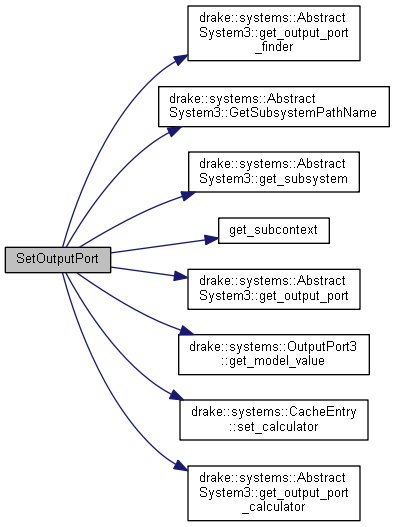 drake::systems::Abstract
System3::get_output_port
_finder
drake::systems::Abstract
System3::GetSubsystemPathName
drake::systems::Abstract
System3::get_subsystem
get_subcontext
SetOutputPort
drake::systems::Abstract
System3::get_output_port
drake::systems::OutputPort3
::get_model_value
drake::systems::CacheEntry
::set_calculator
drake::systems::Abstract
System3::get_output_port
_calculator